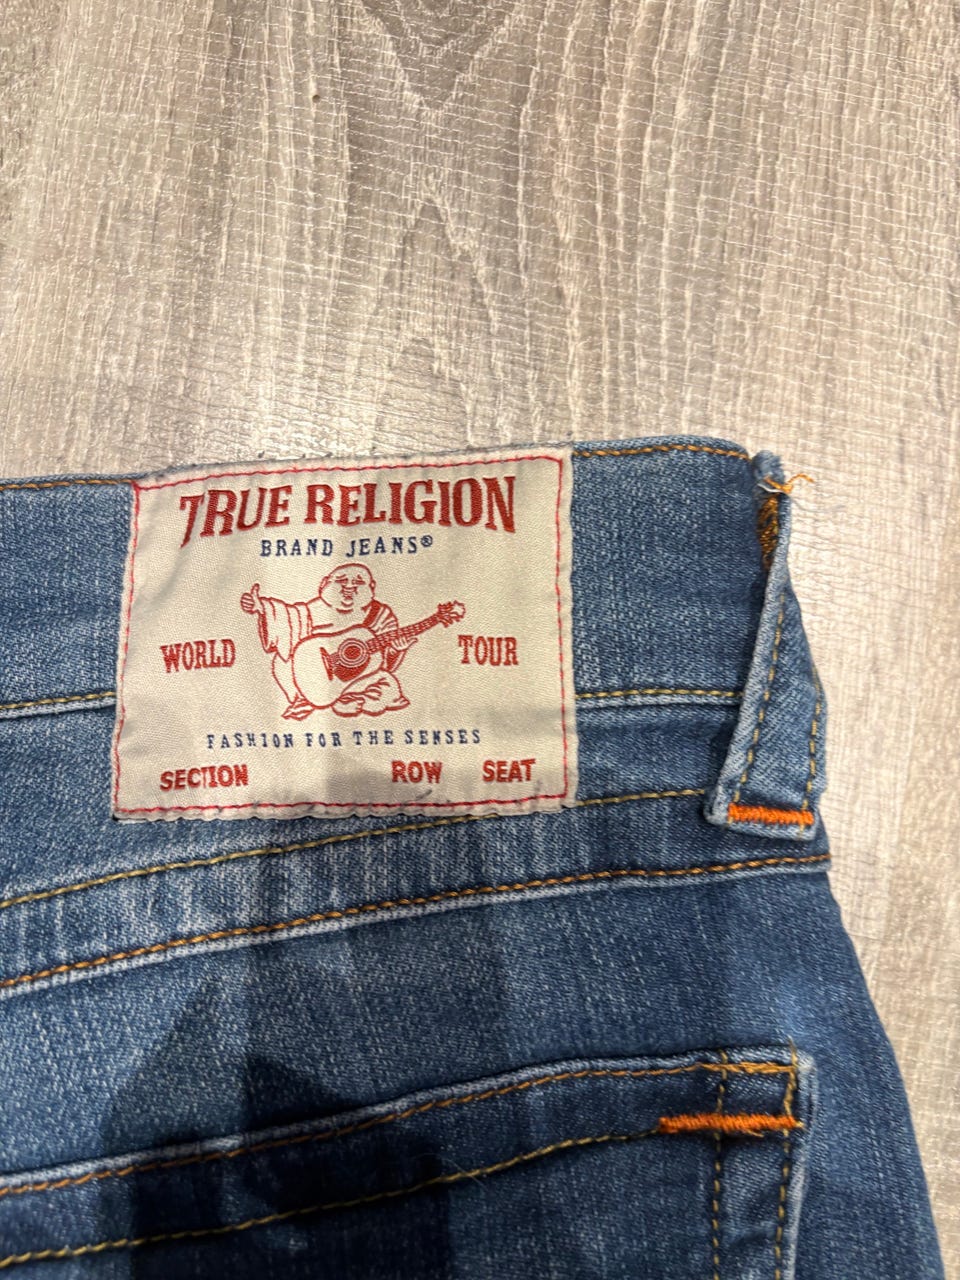 TRUE RELIGION
BRAND JEANS®
WORLD TOUR
FASHION FOR THE SENSES
SECTION ROW SEAT